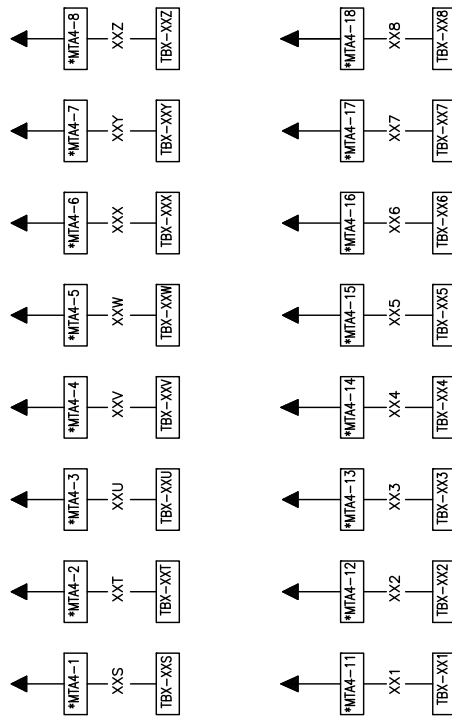 *MTA4-8
XXZ
TBX-XXZ
*MTA4-18
XX8
TBX-XX8
*MTA4-7
XXY
TBX-XXY
*MTA4-17
XX7
TBX-XX7
*MTA4-6
XXX
TBX-XXX
*MTA4-16
XX6
TBX-XX6
*MTA4-5
XXW
TBX-XXW
*MTA4-15
XX5
TBX-XX5
*MTA4-4
XXV
TBX-XXV
*MTA4-14
XX4
TBX-XX4
*MTA4-3
XXU
TBX-XXU
*MTA4-13
XX3
TBX-XX3
*MTA4-2
XXT
TBX-XXT
*MTA4-12
XX2
TBX-XX2
*MTA4-1
XXS
TBX-XXS
*MTA4-11
XX1
TBX-XX1